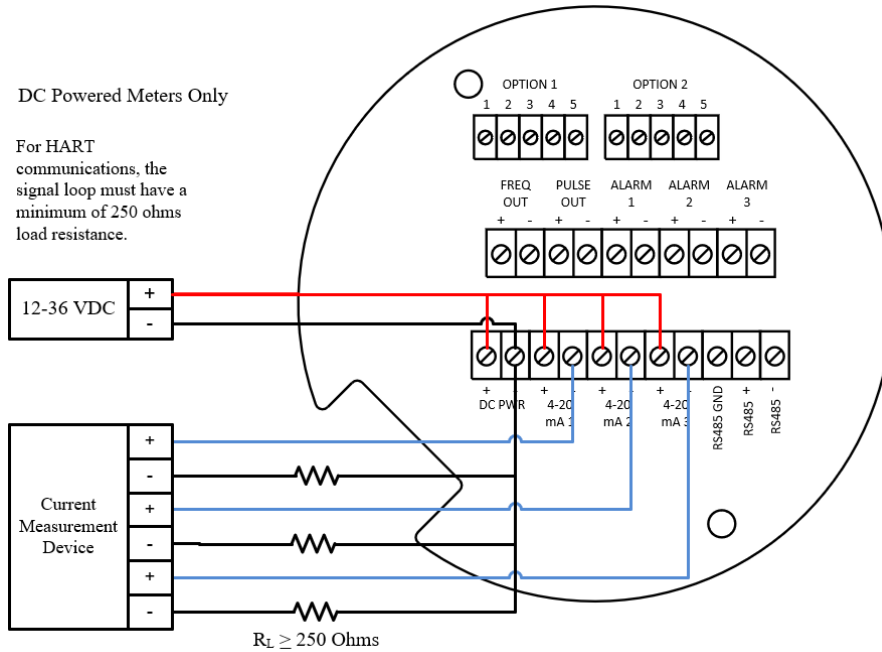 DC Powered Meters Only
For HART
communications, the
signal loop must have a
minimum of 250 ohms
load resistance.
OPTION 1
OPTION 2
1 2 3 4 5
1 2 3 4 5
FREQ OUT
PULSE OUT
ALARM 1
ALARM 2
ALARM 3
+ - + - + - + - + -
12-36 VDC
+
-
+ - + - + - + -
DC PWR
4-20 mA 1
4-20 mA 2
4-20 mA 3
RS485 GND
RS485 +
RS485 -
Current
Measurement
Device
+
-
+
-
+
-
R_L ≥ 250 Ohms